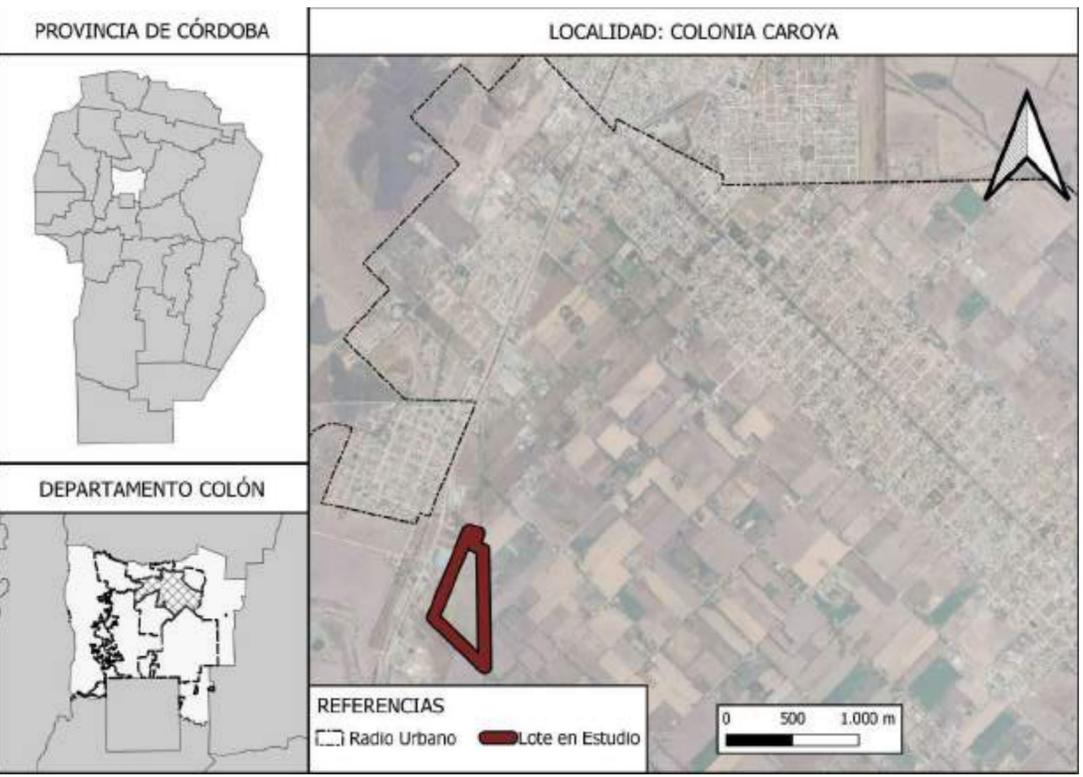 PROVINCIA DE CÓRDOBA
LOCALIDAD: COLONIA CAROYA
DEPARTAMENTO COLÓN
REFERENCIAS
Radio Urbano
Lote en Estudio
0 500 1.000 m